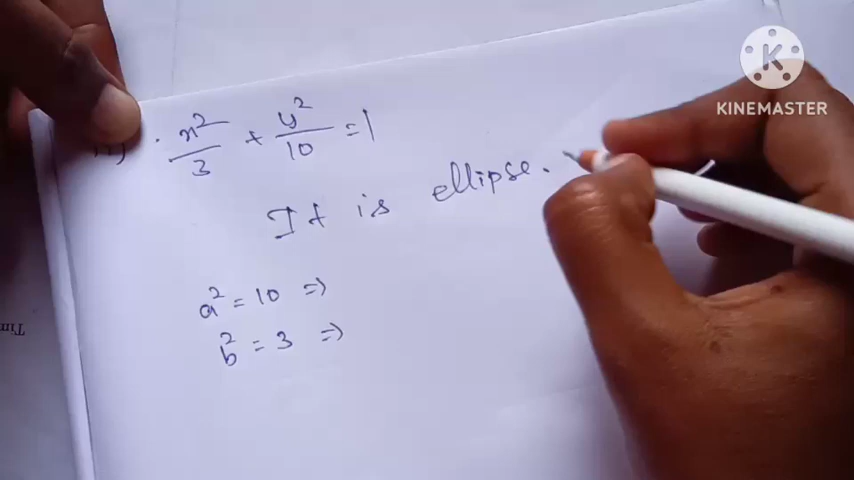 x²/3 + y²/10 = 1
It is ellipse.
a² = 10 ⇒
b² = 3 ⇒
KINEMASTER